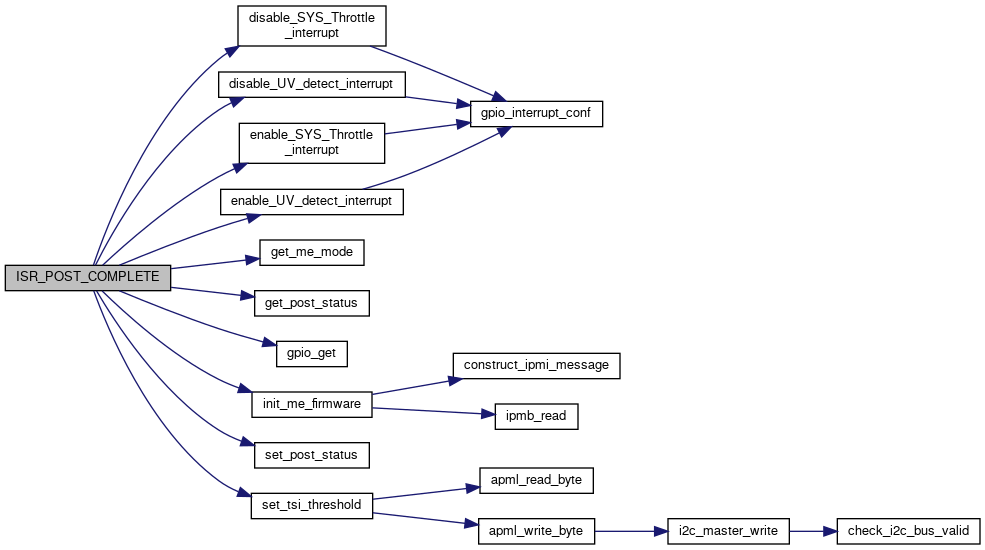 disable_SYS_Throttle
_interrupt
disable_UV_detect_interrupt
gpio_interrupt_conf
enable_SYS_Throttle
_interrupt
enable_UV_detect_interrupt
get_me_mode
ISR_POST_COMPLETE
get_post_status
gpio_get
construct_ipmi_message
init_me_firmware
ipmb_read
set_post_status
apml_read_byte
set_tsi_threshold
apml_write_byte
i2c_master_write
check_i2c_bus_valid